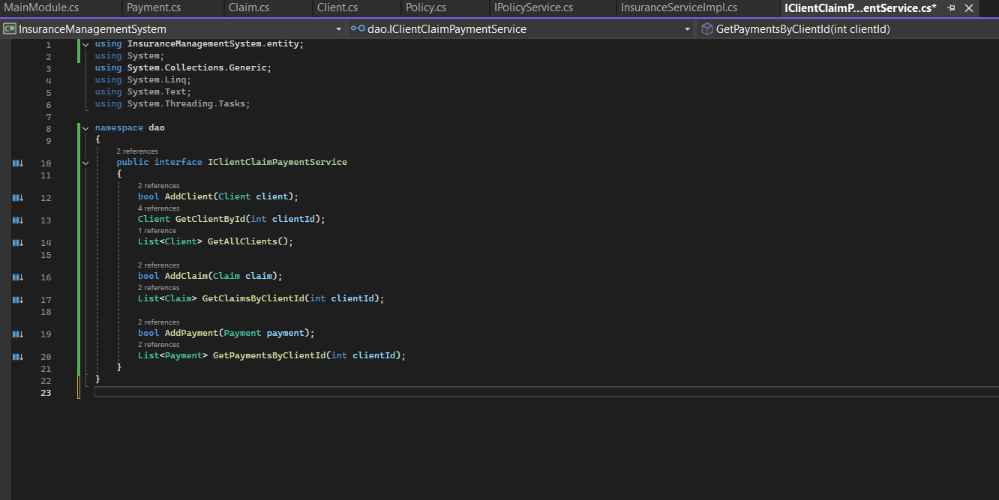 MainModule.cs Payment.cs Claim.cs Client.cs Policy.cs IPolicyService.cs InsuranceServiceImpl.cs IClientClaimP...entService.cs*
C# InsuranceManagementSystem dao.IClientClaimPaymentService GetPaymentsByClientId(int clientId)
1 using InsuranceManagementSystem.entity;
2 using System;
3 using System.Collections.Generic;
4 using System.Linq;
5 using System.Text;
6 using System.Threading.Tasks;
7
8 namespace dao
9 {
2 references
10 public interface IClientClaimPaymentService
11 {
2 references
12 bool AddClient(Client client);
4 references
13 Client GetClientById(int clientId);
1 reference
14 List<Client> GetAllClients();
15
2 references
16 bool AddClaim(Claim claim);
2 references
17 List<Claim> GetClaimsByClientId(int clientId);
18
2 references
19 bool AddPayment(Payment payment);
2 references
20 List<Payment> GetPaymentsByClientId(int clientId);
21 }
22 }
23